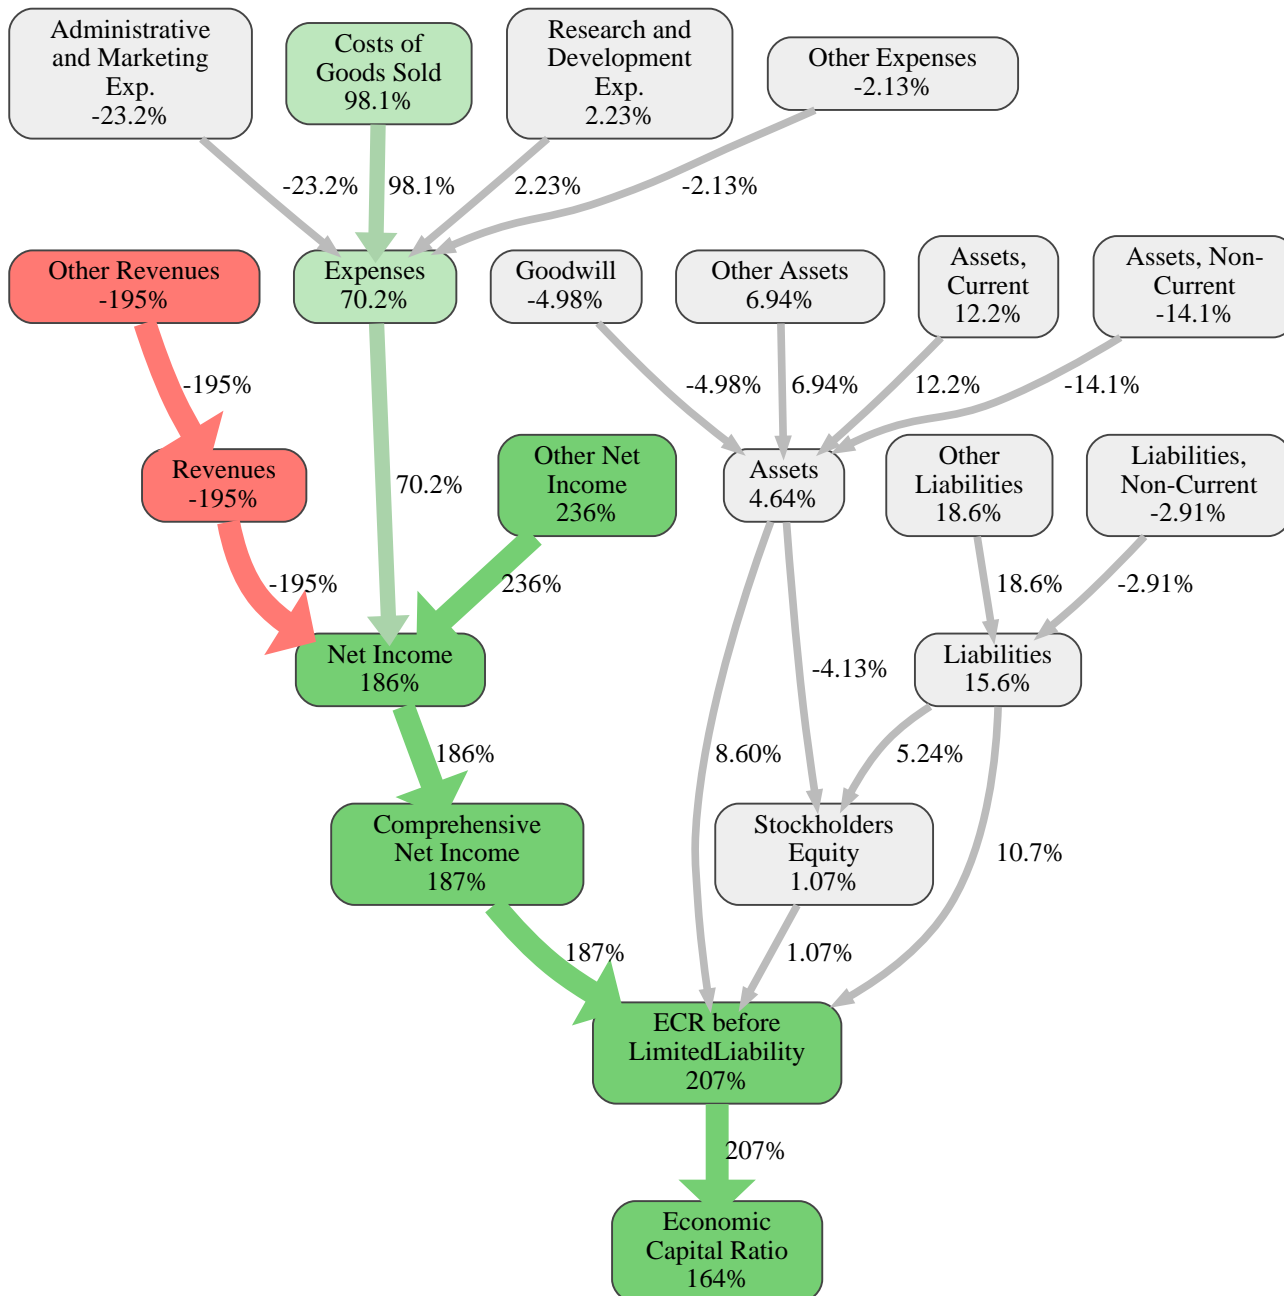 Administrative
and Marketing
Exp.
-23.2%
Costs of
Goods Sold
98.1%
Research and
Development
Exp.
2.23%
Other Expenses
-2.13%
-23.2%
98.1%
2.23%
-2.13%
Other Revenues
-195%
Expenses
70.2%
Goodwill
-4.98%
Other Assets
6.94%
Assets,
Current
12.2%
Assets, Non-
Current
-14.1%
-195%
-4.98%
6.94%
12.2%
-14.1%
Revenues
-195%
70.2%
Other Net
Income
236%
Assets
4.64%
Other
Liabilities
18.6%
Liabilities,
Non-Current
-2.91%
-195%
236%
18.6%
-2.91%
Net Income
186%
-4.13%
Liabilities
15.6%
186%
8.60%
5.24%
Comprehensive
Net Income
187%
Stockholders
Equity
1.07%
10.7%
187%
1.07%
ECR before
LimitedLiability
207%
207%
Economic
Capital Ratio
164%